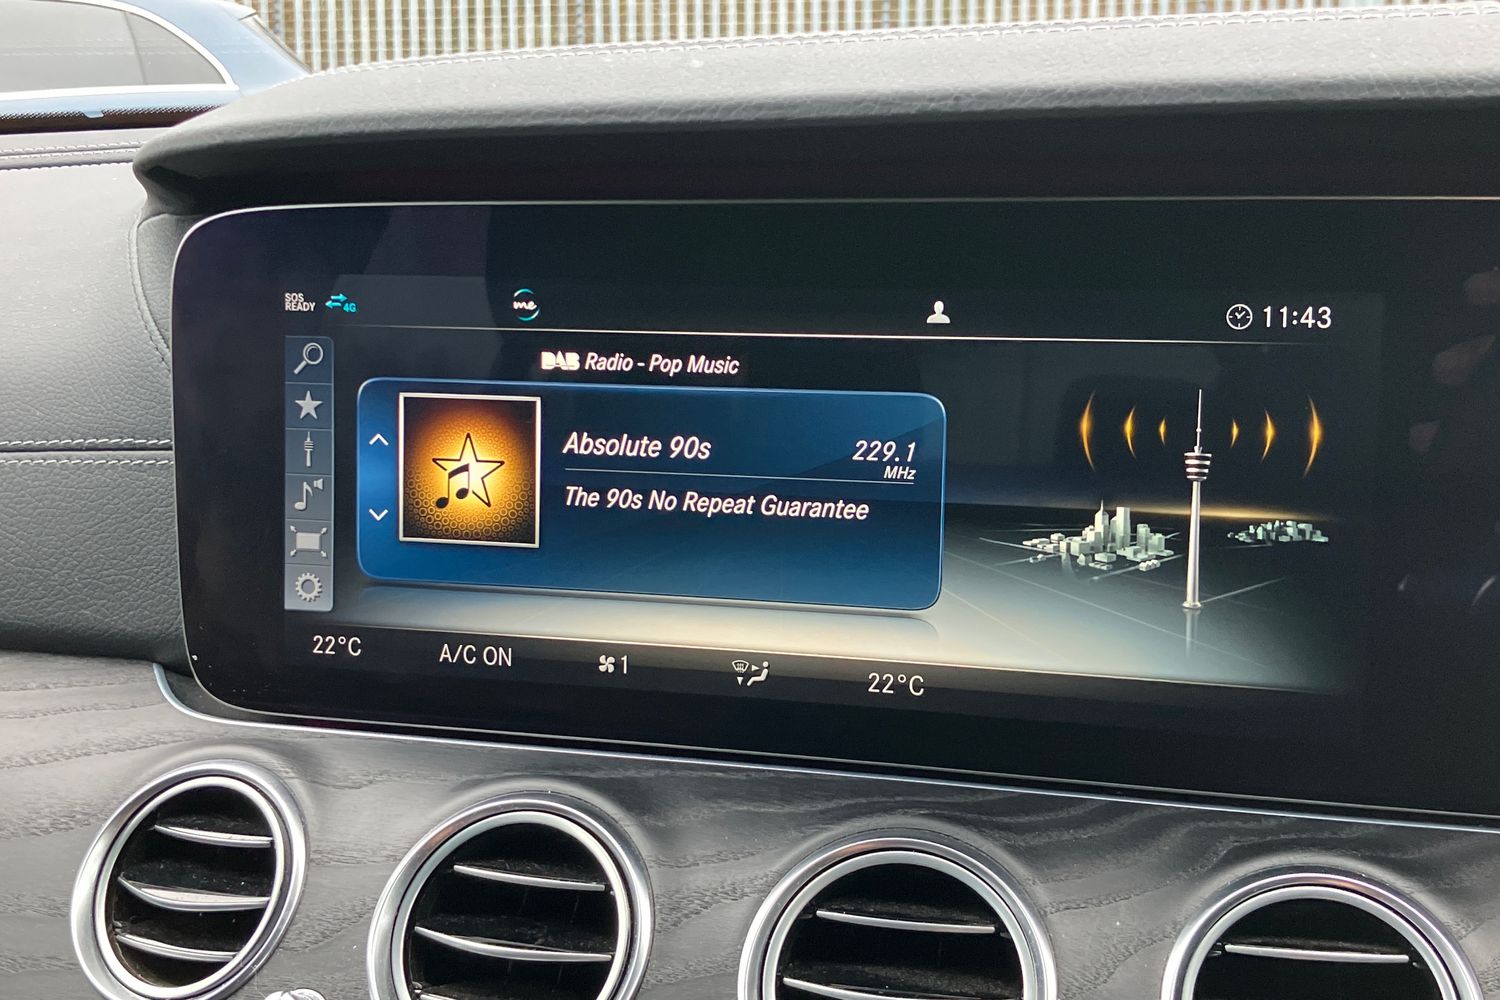 SOS
READY
4G
me
11:43
DAB Radio - Pop Music
Absolute 90s
229.1
MHz
The 90s No Repeat Guarantee
22°C
A/C ON
1
22°C